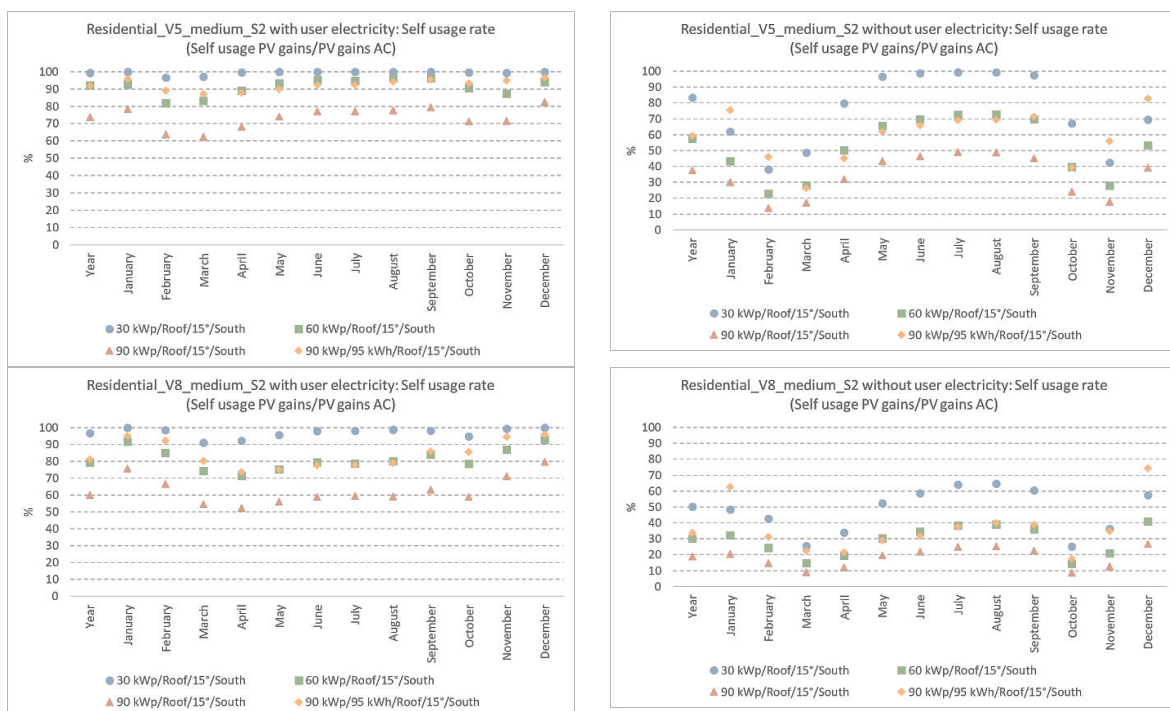 Residential_V5_medium_S2 with user electricity: Self usage rate
(Self usage PV gains/PV gains AC)
100
90
80
70
60
50
40
30
20
10
0
%
Year
January
February
March
April
May
June
July
August
September
October
November
December
30 kWp/Roof/15°/South
60 kWp/Roof/15°/South
90 kWp/Roof/15°/South
90 kWp/95 kWh/Roof/15°/South
Residential_V5_medium_S2 without user electricity: Self usage rate
(Self usage PV gains/PV gains AC)
100
90
80
70
60
50
40
30
20
10
0
%
Year
January
February
March
April
May
June
July
August
September
October
November
December
30 kWp/Roof/15°/South
60 kWp/Roof/15°/South
90 kWp/Roof/15°/South
90 kWp/95 kWh/Roof/15°/South
Residential_V8_medium_S2 with user electricity: Self usage rate
(Self usage PV gains/PV gains AC)
100
90
80
70
60
50
40
30
20
10
0
%
Year
January
February
March
April
May
June
July
August
September
October
November
December
30 kWp/Roof/15°/South
60 kWp/Roof/15°/South
90 kWp/Roof/15°/South
90 kWp/95 kWh/Roof/15°/South
Residential_V8_medium_S2 without user electricity: Self usage rate
(Self usage PV gains/PV gains AC)
100
90
80
70
60
50
40
30
20
10
0
%
Year
January
February
March
April
May
June
July
August
September
October
November
December
30 kWp/Roof/15°/South
60 kWp/Roof/15°/South
90 kWp/Roof/15°/South
90 kWp/95 kWh/Roof/15°/South